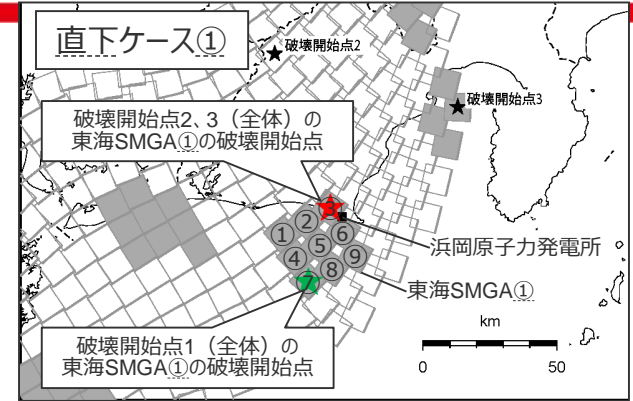 直下ケース①
破壊開始点2
破壊開始点3
破壊開始点2、3（全体）の
東海SMGA①の破壊開始点
3
2
1
6
5
4
9
8
7
浜岡原子力発電所
東海SMGA①
破壊開始点1（全体）の
東海SMGA①の破壊開始点
km
0
50